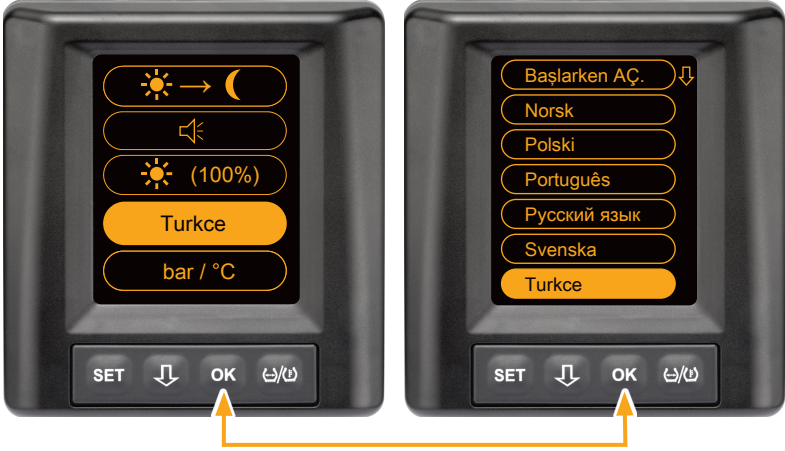 (100%)
Turkce
bar / °C
SET
OK
Başlarken AÇ.
Norsk
Polski
Português
Русский язык
Svenska
Turkce
SET
OK